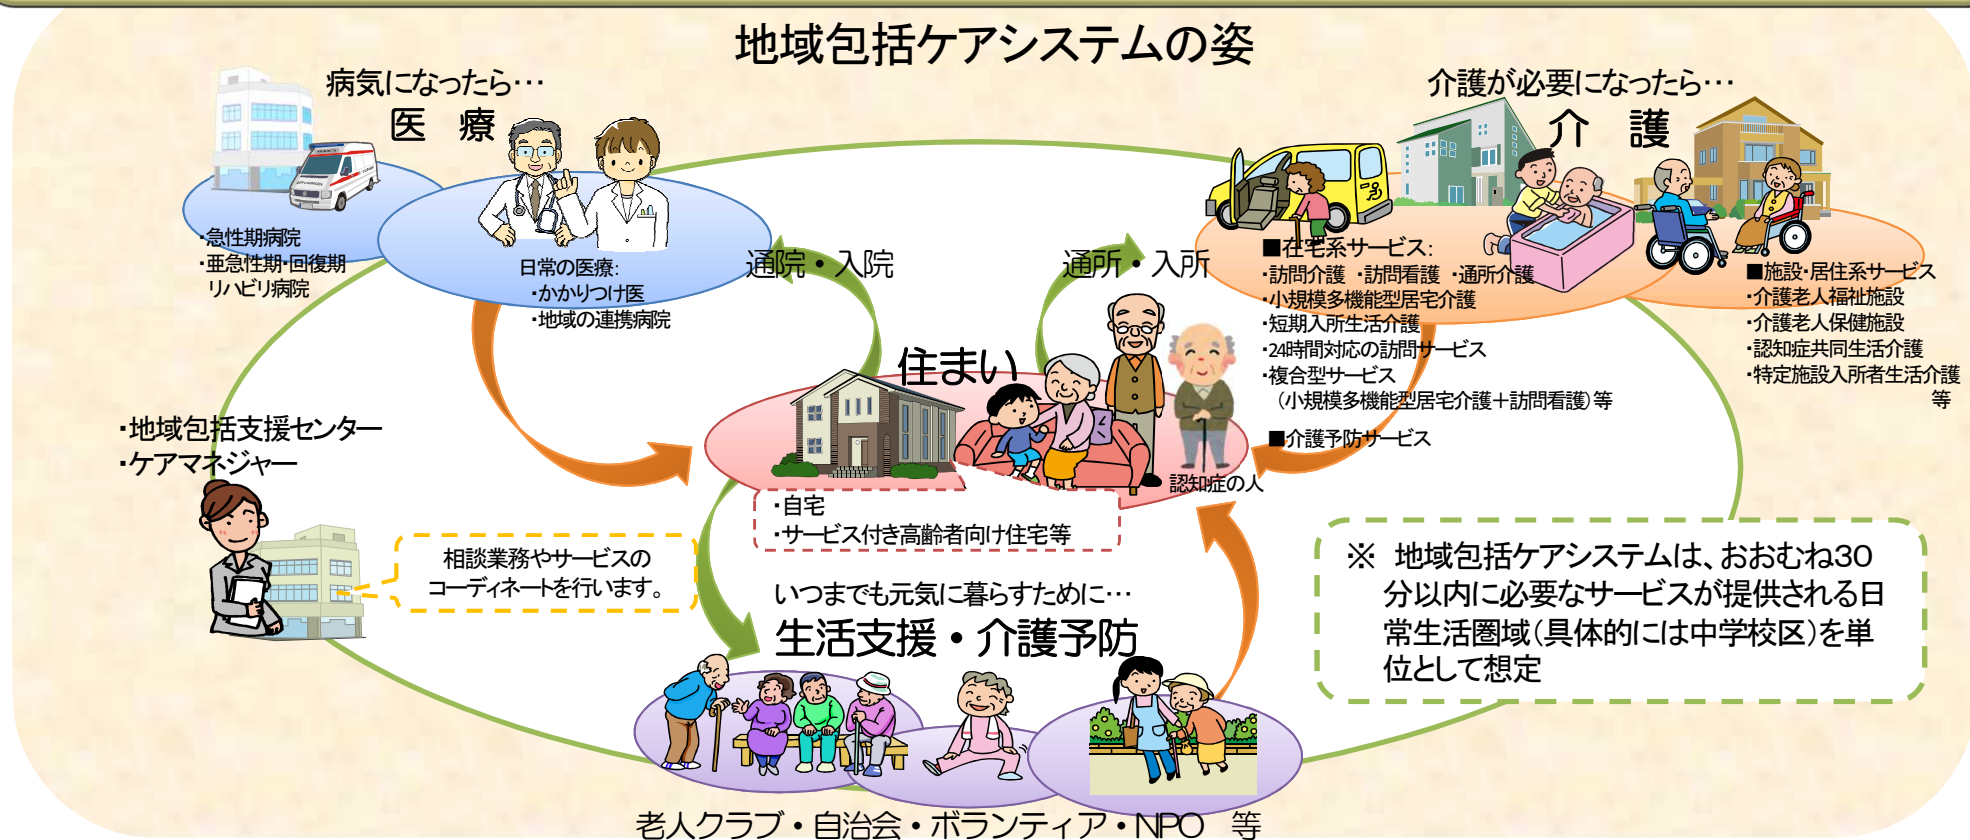 地域包括ケアシステムの姿
病気になったら…
医 療
・急性期病院
・亜急性期・回復期
リハビリ病院
日常の医療:
・かかりつけ医
・地域の連携病院
通院・入院
通所・入所
介護が必要になったら…
介 護
■在宅系サービス:
・訪問介護 ・訪問看護 ・通所介護
・小規模多機能型居宅介護
・短期入所生活介護
・24時間対応の訪問サービス
・複合型サービス
(小規模多機能型居宅介護+訪問看護)等
■介護予防サービス
■施設・居住系サービス
・介護老人福祉施設
・介護老人保健施設
・認知症共同生活介護
・特定施設入所者生活介護
等
住まい
認知症の人
・自宅
・サービス付き高齢者向け住宅等
・地域包括支援センター
・ケアマネジャー
相談業務やサービスの
コーディネートを行います。
いつまでも元気に暮らすために…
生活支援・介護予防
老人クラブ・自治会・ボランティア・NPO 等
※ 地域包括ケアシステムは、おおむね30
分以内に必要なサービスが提供される日
常生活圏域(具体的には中学校区)を単
位として想定